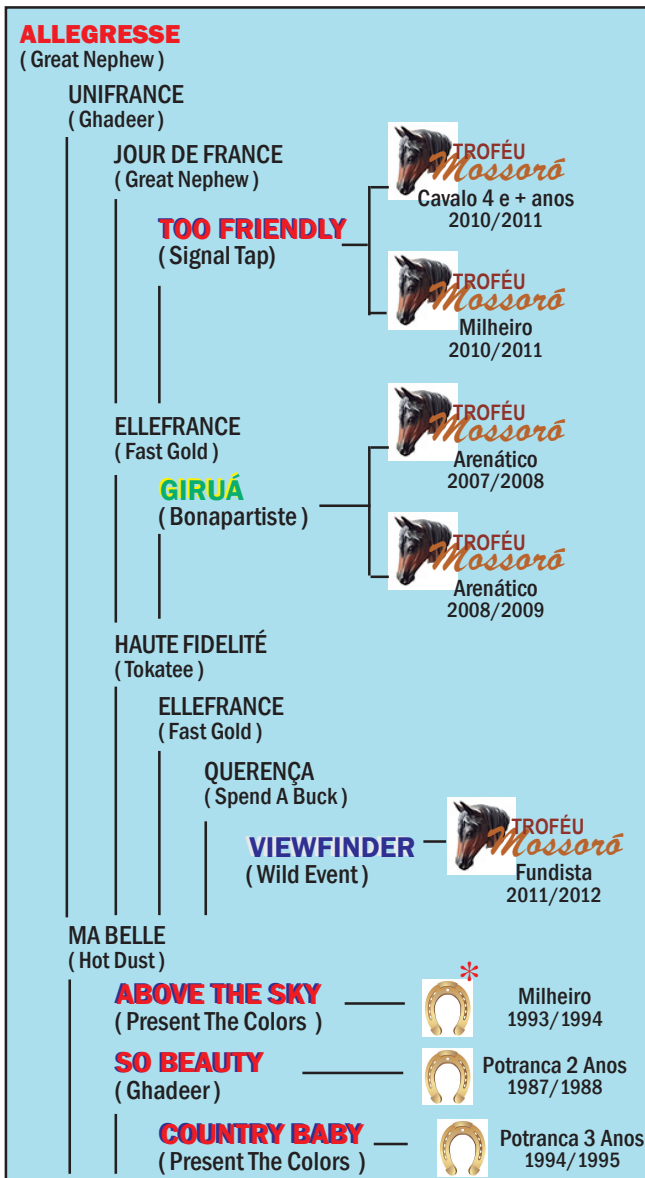 ALLEGRESSE
( Great Nephew )
UNIFRANCE
( Ghadeer )
JOUR DE FRANCE
( Great Nephew )
TOO FRIENDLY
( Signal Tap)
TROFÉU
Mossoró
Cavalo 4 e + anos
2010/2011
TROFÉU
Mossoró
Milheiro
2010/2011
ELLEFRANCE
( Fast Gold )
GIRUÁ
( Bonapartiste )
TROFÉU
Mossoró
Arenático
2007/2008
TROFÉU
Mossoró
Arenático
2008/2009
HAUTE FIDELITÉ
( Tokatee )
ELLEFRANCE
( Fast Gold )
QUERENÇA
( Spend A Buck )
VIEWFINDER
( Wild Event )
TROFÉU
Mossoró
Fundista
2011/2012
MA BELLE
( Hot Dust )
ABOVE THE SKY
( Present The Colors )
*
Milheiro
1993/1994
SO BEAUTY
( Ghadeer )
Potranca 2 Anos
1987/1988
COUNTRY BABY
( Present The Colors )
Potranca 3 Anos
1994/1995